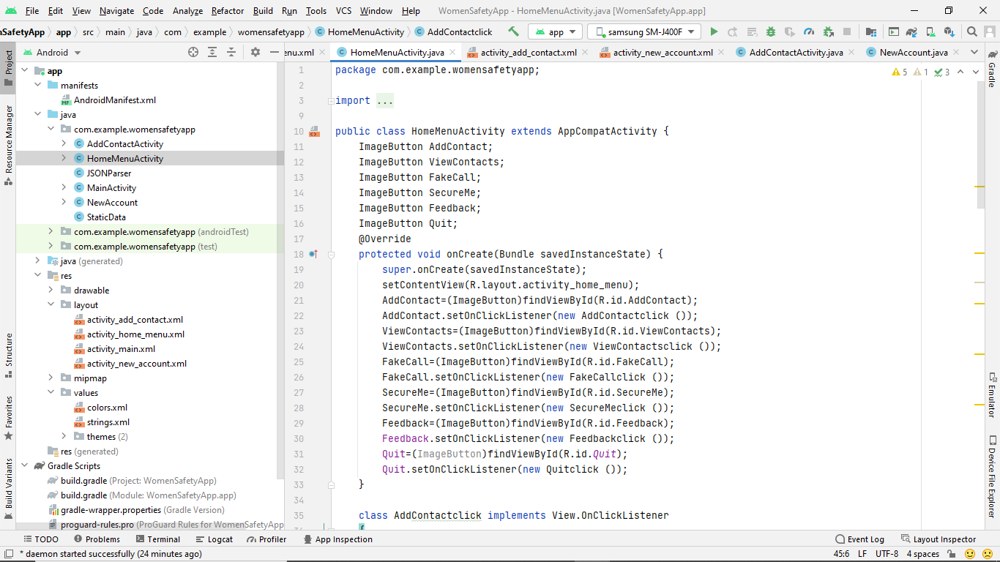 File Edit View Navigate Code Analyze Refactor Build Run Tools VCS Window Help WomenSafetyApp - HomeMenuActivity.java [WomenSafetyApp.app]
nSafetyApp app src main java com example womensafetyapp HomeMenuActivity AddContactclick app samsung SM-J400F
Android
enu.xml HomeMenuActivity.java activity_add_contact.xml activity_new_account.xml AddContactActivity.java NewAccount.java
Project
Resource Manager
Structure
Favorites
Build Variants
app
manifests
AndroidManifest.xml
java
com.example.womensafetyapp
AddContactActivity
HomeMenuActivity
JSONParser
MainActivity
NewAccount
StaticData
com.example.womensafetyapp (androidTest)
com.example.womensafetyapp (test)
java (generated)
res
drawable
layout
activity_add_contact.xml
activity_home_menu.xml
activity_main.xml
activity_new_account.xml
mipmap
values
colors.xml
strings.xml
themes (2)
res (generated)
Gradle Scripts
build.gradle (Project: WomenSafetyApp)
build.gradle (Module: WomenSafetyApp.app)
gradle-wrapper.properties (Gradle Version)
proguard-rules.pro (ProGuard Rules for WomenSafetyApp
5 1 3
1 package com.example.womensafetyapp;
2
3 import ...
9
10 public class HomeMenuActivity extends AppCompatActivity {
11 ImageButton AddContact;
12 ImageButton ViewContacts;
13 ImageButton FakeCall;
14 ImageButton SecureMe;
15 ImageButton Feedback;
16 ImageButton Quit;
17 @Override
18 protected void onCreate(Bundle savedInstanceState) {
19 super.onCreate(savedInstanceState);
20 setContentView(R.layout.activity_home_menu);
21 AddContact=(ImageButton)findViewById(R.id.AddContact);
22 AddContact.setOnClickListener(new AddContactclick ());
23 ViewContacts=(ImageButton)findViewById(R.id.ViewContacts);
24 ViewContacts.setOnClickListener(new ViewContactsclick ());
25 FakeCall=(ImageButton)findViewById(R.id.FakeCall);
26 FakeCall.setOnClickListener(new FakeCallclick ());
27 SecureMe=(ImageButton)findViewById(R.id.SecureMe);
28 SecureMe.setOnClickListener(new SecureMeclick ());
29 Feedback=(ImageButton)findViewById(R.id.Feedback);
30 Feedback.setOnClickListener(new Feedbackclick ());
31 Quit=(ImageButton)findViewById(R.id.Quit);
32 Quit.setOnClickListener(new Quitclick ());
33 }
34
35 class AddContactclick implements View.OnClickListener
{
Gradle
Emulator
Device File Explorer
TODO Problems Terminal Logcat Profiler App Inspection Event Log Layout Inspector
* daemon started successfully (24 minutes ago) 45:6 LF UTF-8 4 spaces